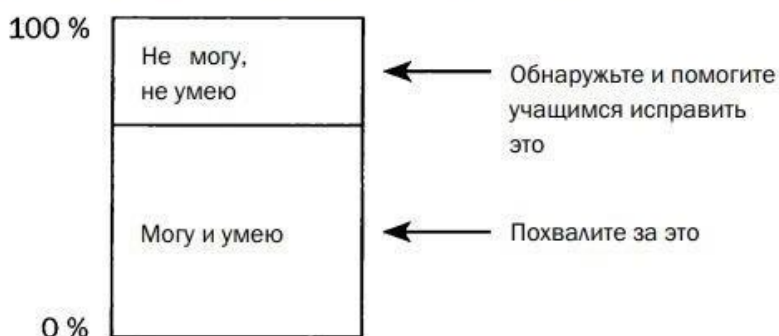 100 %
Не могу,
не умею
Обнаружьте и помогите
учащимся исправить
это
Могу и умею
Похвалите за это
0 %